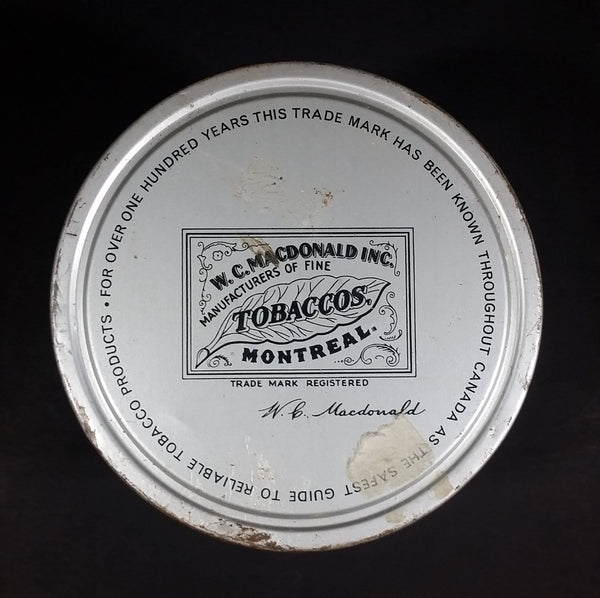 • FOR OVER ONE HUNDRED YEARS THIS TRADE MARK HAS BEEN KNOWN THROUGHOUT CANADA AS THE SAFEST GUIDE TO RELIABLE TOBACCO PRODUCTS
W. C. MACDONALD INC.
MANUFACTURERS OF FINE
TOBACCOS.
MONTREAL.
TRADE MARK REGISTERED
W. C. Macdonald